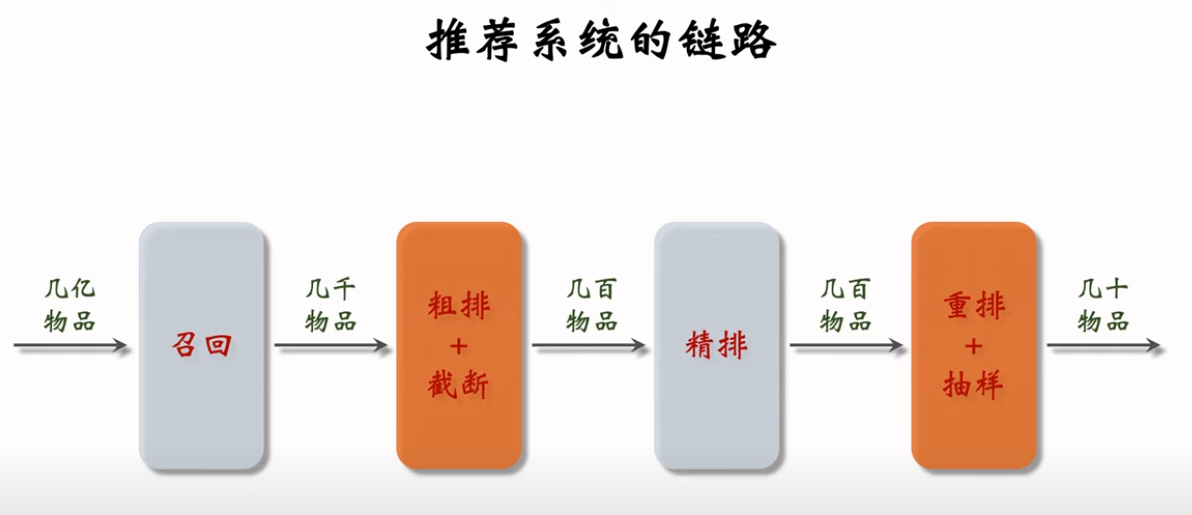 推荐系统的链路
几亿
物品
召回
几千
物品
粗排
+
截断
几百
物品
精排
几百
物品
重排
+
抽样
几十
物品